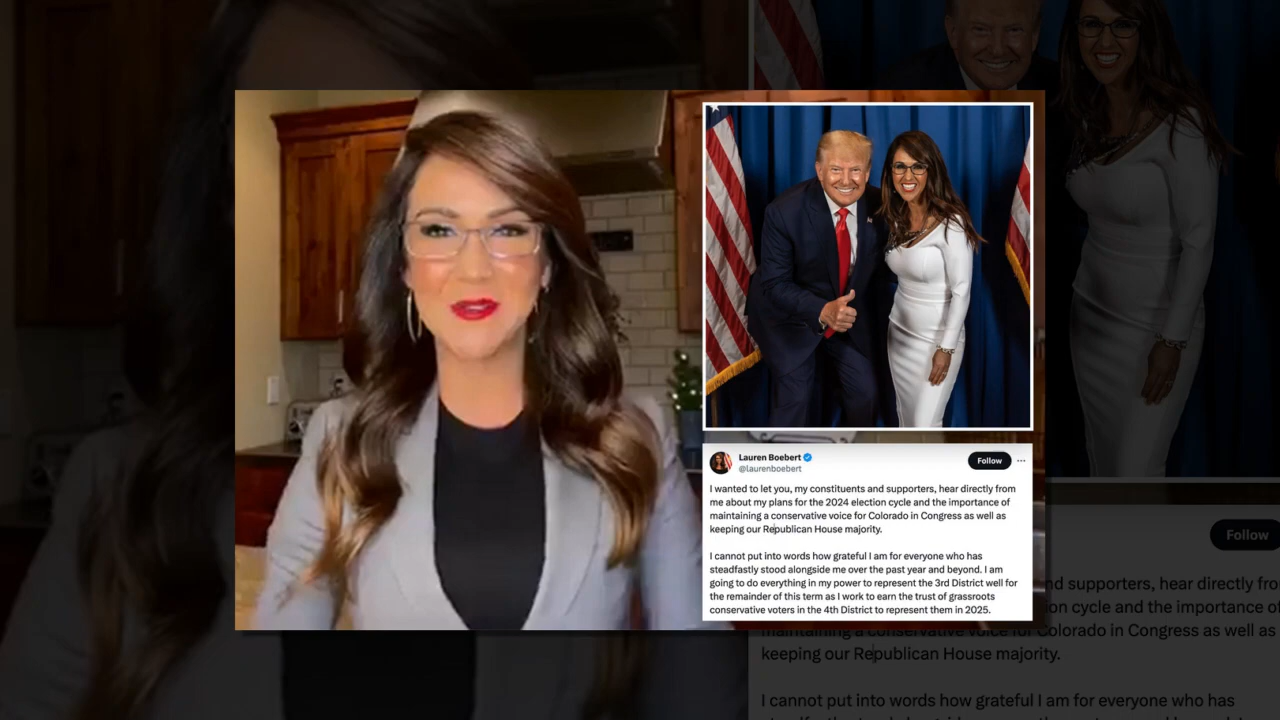 Lauren Boebert
@laurenboebert
Follow
I wanted to let you, my constituents and supporters, hear directly from
me about my plans for the 2024 election cycle and the importance of
maintaining a conservative voice for Colorado in Congress as well as
keeping our Republican House majority.
I cannot put into words how grateful I am for everyone who has
steadfastly stood alongside me over the past year and beyond. I am
going to do everything in my power to represent the 3rd District well for
the remainder of this term as I work to earn the trust of grassroots
conservative voters in the 4th District to represent them in 2025.
Follow
nd supporters, hear directly fro
ion cycle and the importance of
maintaining a conservative voice for Colorado in Congress as well as
keeping our Republican House majority.
I cannot put into words how grateful I am for everyone who has